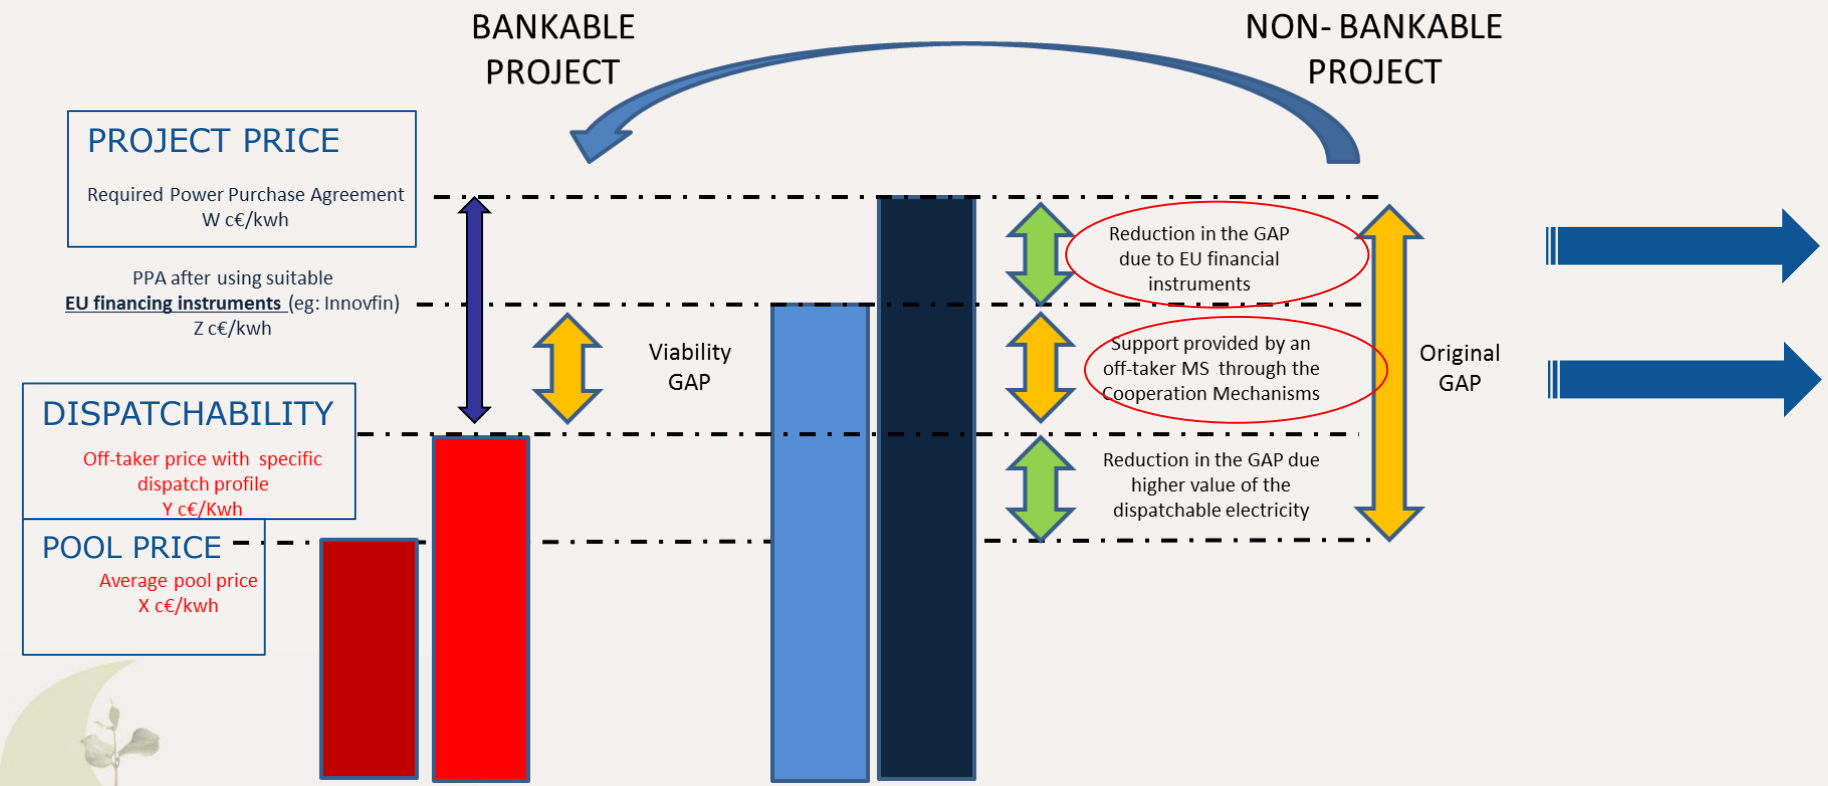 BANKABLE
PROJECT
NON- BANKABLE
PROJECT
PROJECT PRICE
Required Power Purchase Agreement
W c€/kwh
PPA after using suitable
EU financing instruments (eg: Innovfin)
Z c€/kwh
DISPATCHABILITY
Off-taker price with specific
dispatch profile
Y c€/Kwh
POOL PRICE
Average pool price
X c€/kwh
Viability
GAP
Reduction in the GAP
due to EU financial
instruments
Support provided by an
off-taker MS through the
Cooperation Mechanisms
Reduction in the GAP due
higher value of the
dispatchable electricity
Original
GAP